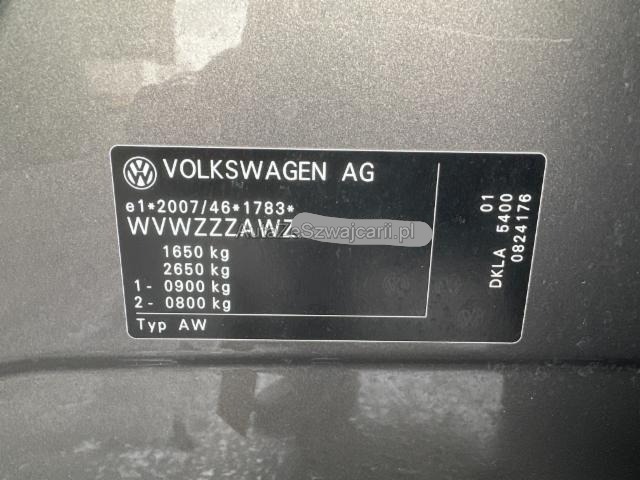 VOLKSWAGEN AG
e1*2007/46*1783*
WVWZZZAWZ
AutaZeSzwajcarii.pl
1650 kg
2650 kg
1 - 0900 kg
2 - 0800 kg
Typ AW
01
DKLA 5400
0824176